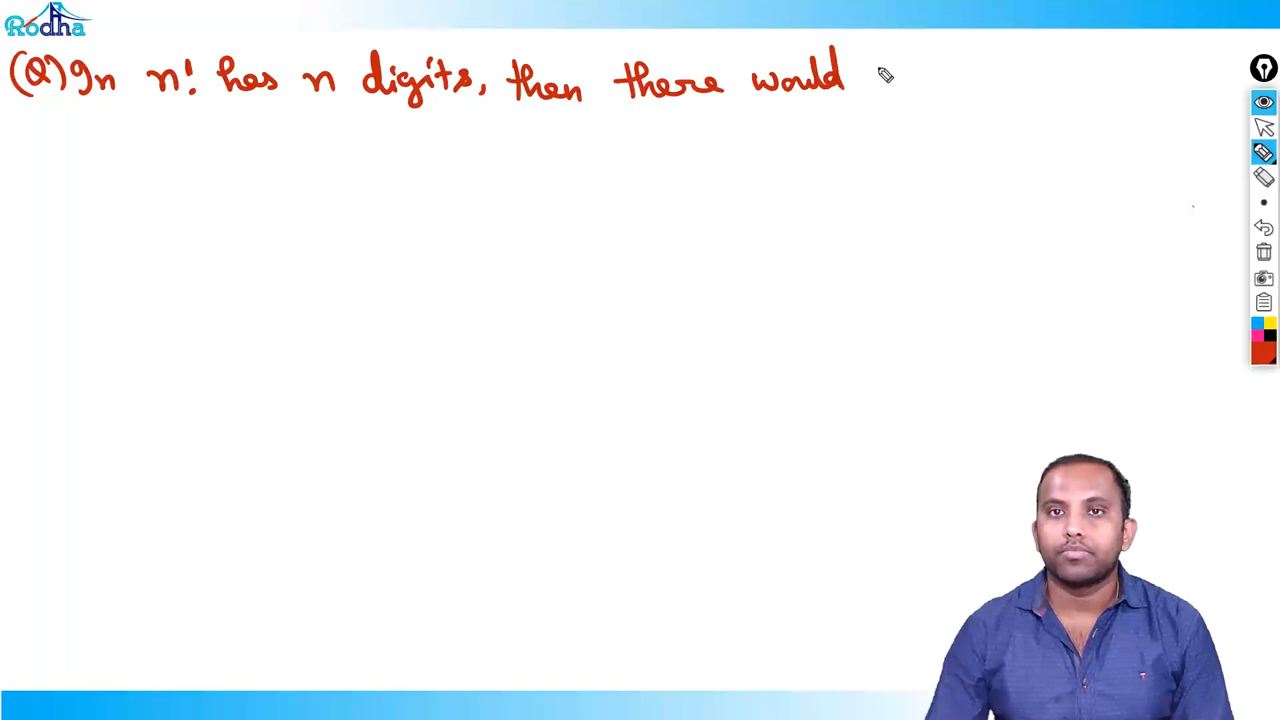 Rodha
(Q) In n! has n digits, then there would